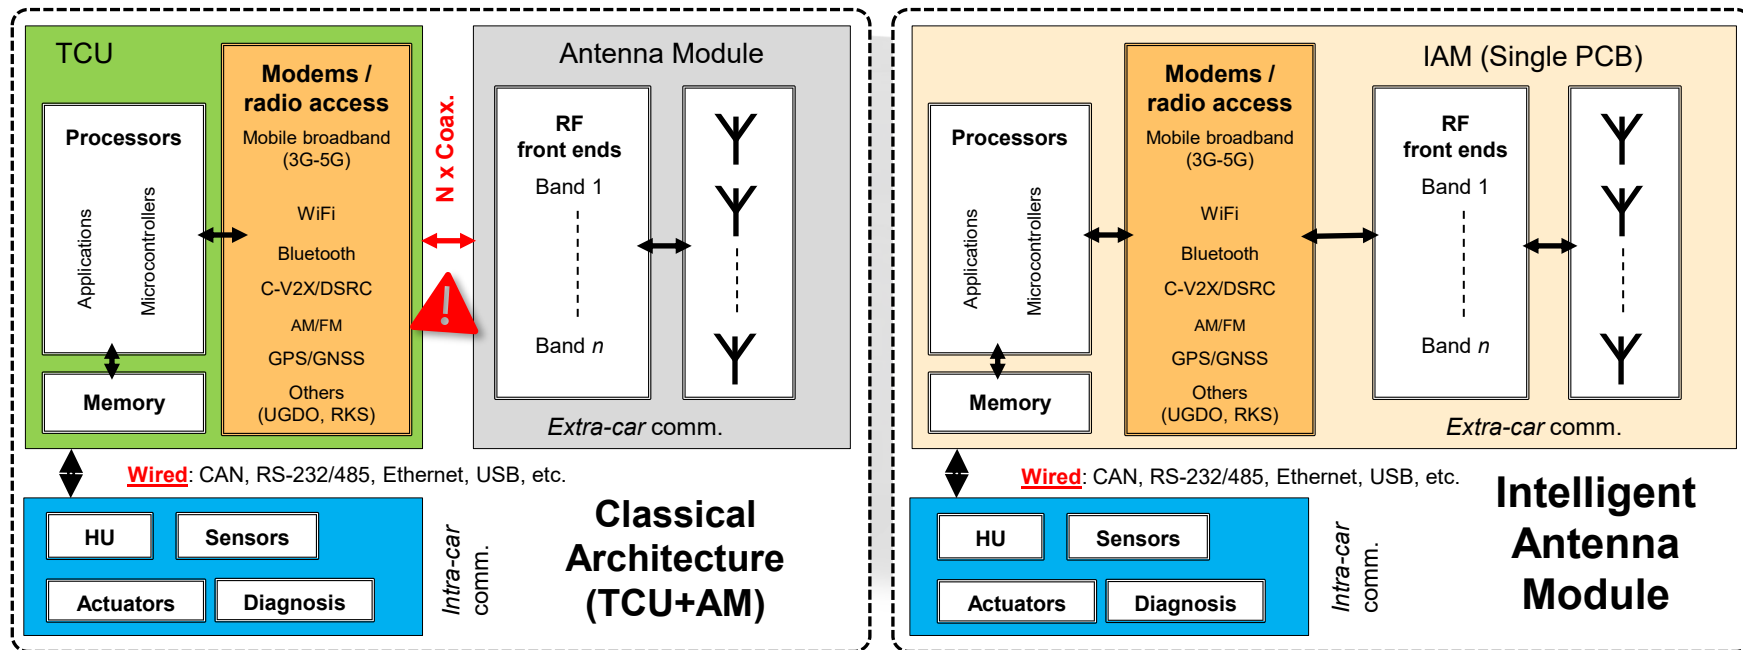 TCU
Processors
Applications
Microcontrollers
Memory
Modems /
radio access
Mobile broadband
(3G-5G)
WiFi
Bluetooth
C-V2X/DSRC
AM/FM
GPS/GNSS
Others
(UGDO, RKS)
N x Coax.
!
Antenna Module
RF
front ends
Band 1
Band n
Extra-car comm.
Wired: CAN, RS-232/485, Ethernet, USB, etc.
HU
Sensors
Actuators
Diagnosis
Intra-car
comm.
Classical
Architecture
(TCU+AM)
IAM (Single PCB)
Processors
Applications
Microcontrollers
Memory
Modems /
radio access
Mobile broadband
(3G-5G)
WiFi
Bluetooth
C-V2X/DSRC
AM/FM
GPS/GNSS
Others
(UGDO, RKS)
RF
front ends
Band 1
Band n
Extra-car comm.
Wired: CAN, RS-232/485, Ethernet, USB, etc.
HU
Sensors
Actuators
Diagnosis
Intra-car
comm.
Intelligent
Antenna
Module